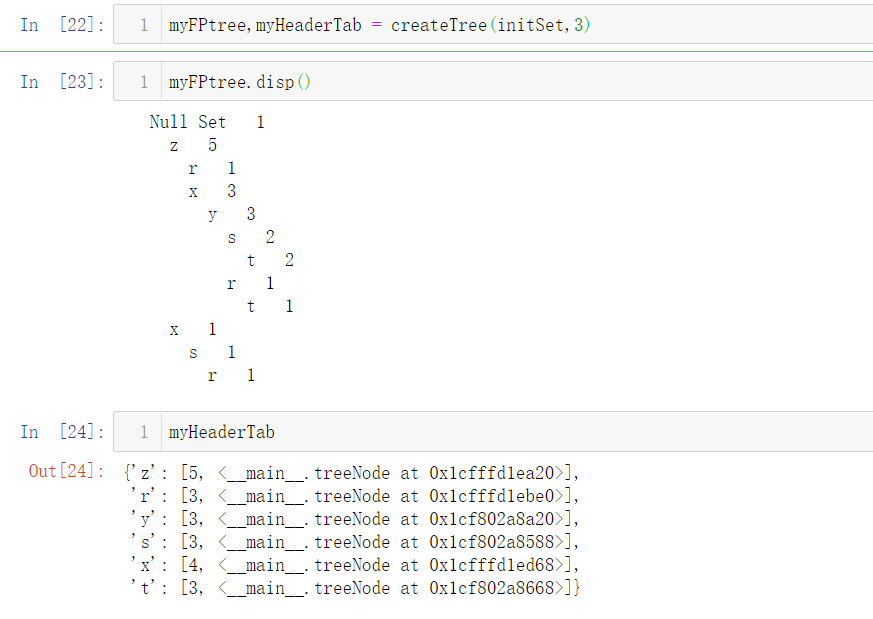 In [22]: 1 myFPtree,myHeaderTab = createTree(initSet,3)
In [23]: 1 myFPtree.disp()
Null Set 1
z 5
r 1
x 3
y 3
s 2
t 2
r 1
t 1
x 1
s 1
r 1
In [24]: 1 myHeaderTab
Out[24]: {'z': [5, <__main__.treeNode at 0x1cfffd1ea20>],
'r': [3, <__main__.treeNode at 0x1cfffd1ebe0>],
'y': [3, <__main__.treeNode at 0x1cf802a8a20>],
's': [3, <__main__.treeNode at 0x1cf802a8588>],
'x': [4, <__main__.treeNode at 0x1cfffd1ed68>],
't': [3, <__main__.treeNode at 0x1cf802a8668>]}